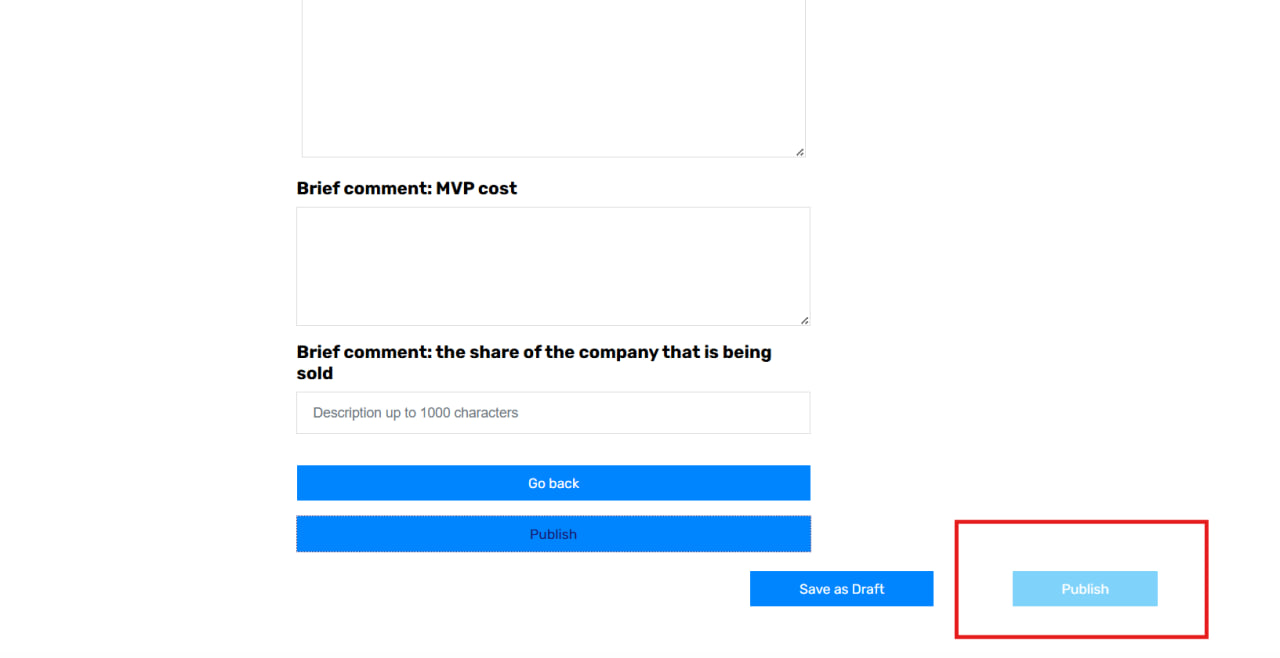 Brief comment: MVP cost
Brief comment: the share of the company that is being
sold
Description up to 1000 characters
Go back
Publish
Save as Draft
Publish